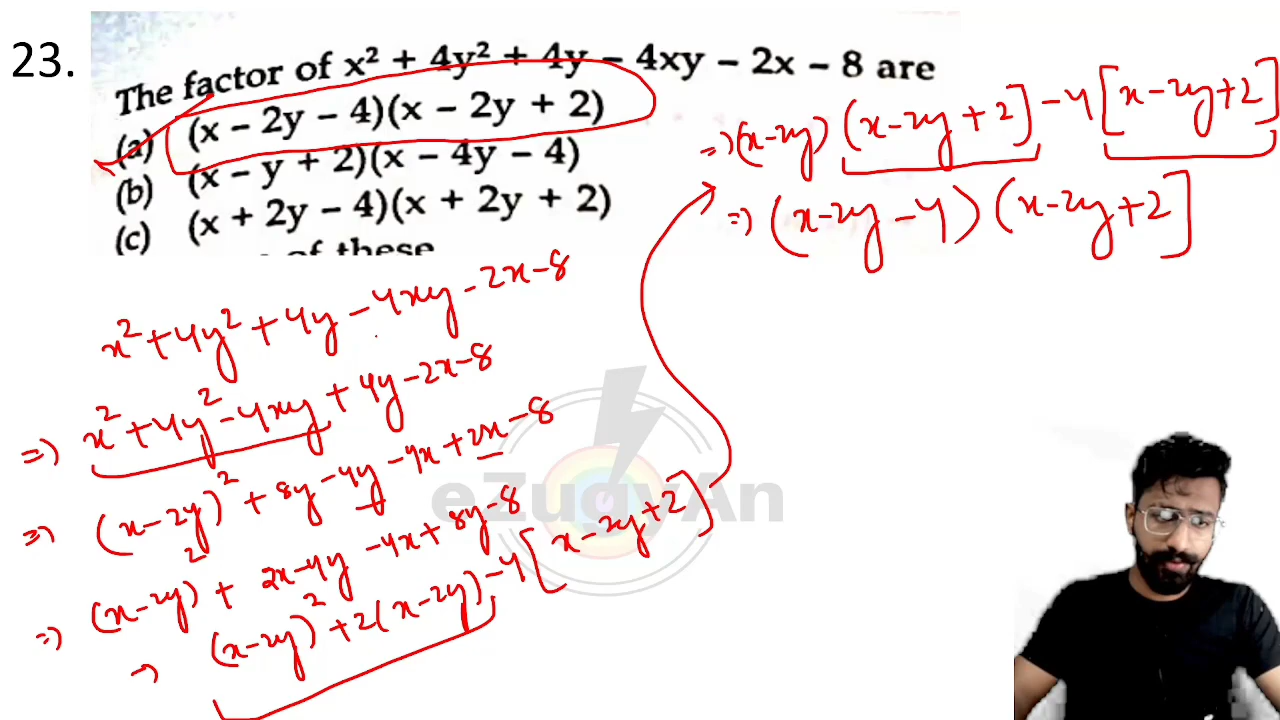 23.
The factor of x² + 4y² + 4y – 4xy – 2x – 8 are
(a) (x – 2y – 4)(x – 2y + 2)
(b) (x – y + 2)(x – 4y – 4)
(c) (x + 2y – 4)(x + 2y + 2)
of these
x² + 4y² + 4y – 4xy – 2x – 8
=) x² + 4y² – 4xy + 4y – 2x – 8
=) (x – 2y)² + 8y – 4y – 4x + 2x – 8
=) (x – 2y)² + 2x – 4y – 4x + 8y – 8
→ (x – 2y)² + 2(x – 2y) – 4[x – 2y + 2]
=) (x – 2y) (x – 2y + 2] – 4 [x – 2y + 2]
=) (x – 2y – 4) (x – 2y + 2]
eZugyAn